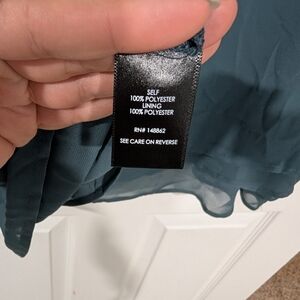 SELF
100% POLYESTER
LINING
100% POLYESTER
RN# 148862
SEE CARE ON REVERSE